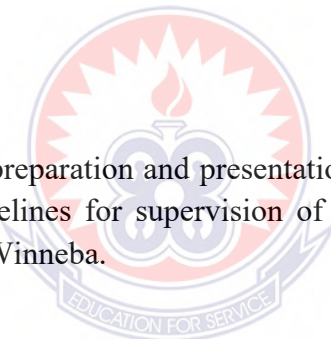 preparation and presentatio
elines for supervision of
Winneba.
EDUCATION FOR SERVICE